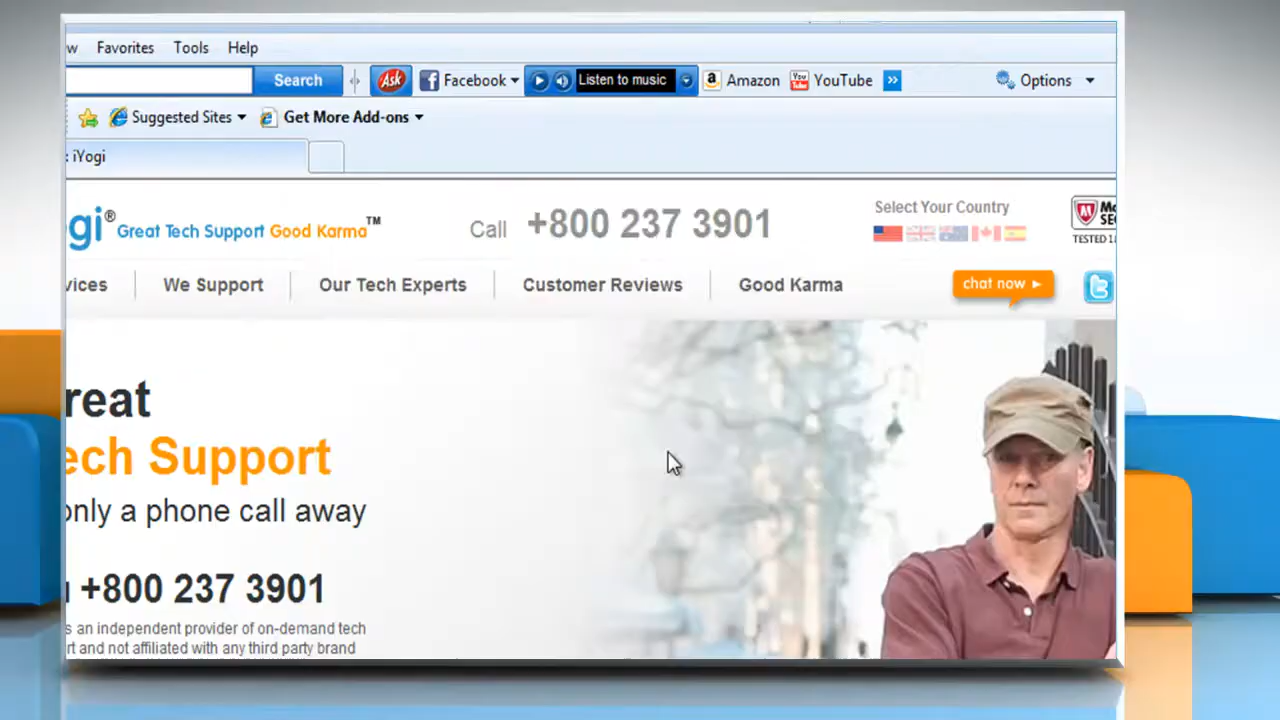 Favorites Tools Help
Search Ask Facebook Listen to music a Amazon You Tube YouTube » Options
Suggested Sites Get More Add-ons
: iYogi
gi® Great Tech Support Good Karma™ Call +800 237 3901 Select Your Country
TESTED
We Support Our Tech Experts Customer Reviews Good Karma chat now
reat
ech Support
only a phone call away
+800 237 3901
s an independent provider of on-demand tech
rt and not affiliated with any third party brand